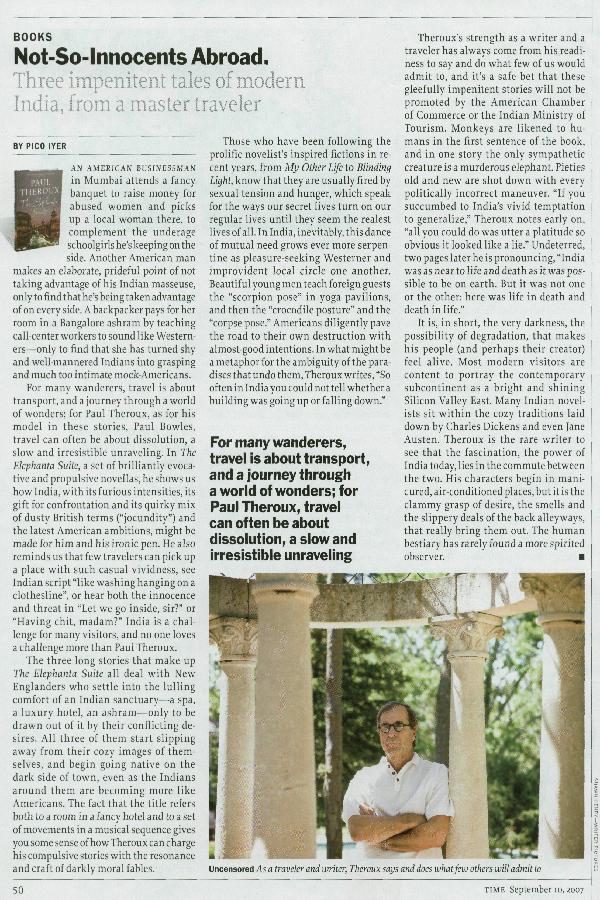 BOOKS
Not-So-Innocents Abroad.
Three impenitent tales of modern
India, from a master traveler
BY PICO IYER
PAUL
THEROUX
AN AMERICAN BUSINESSMAN
in Mumbai attends a fancy
banquet to raise money for
abused women and picks
up a local woman there, to
complement the underage
schoolgirls he's keeping on the
side. Another American man
makes an elaborate, prideful point of not
taking advantage of his Indian masseuse,
only to find that he's being taken advantage
of on every side. A backpacker pays for her
room in a Bangalore ashram by teaching
call-center workers to sound like Western-
ers—only to find that she has turned shy
and well-mannered Indians into grasping
and much too intimate mock-Americans.
For many wanderers, travel is about
transport, and a journey through a world
of wonders; for Paul Theroux, as for his
model in these stories, Paul Bowles,
travel can often be about dissolution, a
slow and irresistible unraveling. In The
Elephanta Suite, a set of brilliantly evoca-
tive and propulsive novellas, he shows us
how India, with its furious intensities, its
gift for confrontation and its quirky mix
of dusty British terms ("jocundity") and
the latest American ambitions, might be
made for him and his ironic pen. He also
reminds us that few travelers can pick up
a place with such casual vividness, see
Indian script "like washing hanging on a
clothesline", or hear both the innocence
and threat in "Let we go inside, sir?" or
"Having chit, madam?" India is a chal-
lenge for many visitors, and no one loves
a challenge more than Paul Theroux.
The three long stories that make up
The Elephanta Suite all deal with New
Englanders who settle into the lulling
comfort of an Indian sanctuary—a spa,
a luxury hotel, an ashram—only to be
drawn out of it by their conflicting de-
sires. All three of them start slipping
away from their cozy images of them-
selves, and begin going native on the
dark side of town, even as the Indians
around them are becoming more like
Americans. The fact that the title refers
both to a room in a fancy hotel and to a set
of movements in a musical sequence gives
you some sense of how Theroux can charge
his compulsive stories with the resonance
and craft of darkly moral fables.
Those who have been following the
prolific novelist's inspired fictions in re-
cent years, from My Other Life to Blinding
Light, know that they are usually fired by
sexual tension and hunger, which speak
for the ways our secret lives turn on our
regular lives until they seem the realest
lives of all. In India, inevitably, this dance
of mutual need grows ever more serpen-
tine as pleasure-seeking Westerner and
improvident local circle one another.
Beautiful young men teach foreign guests
the "scorpion pose" in yoga pavilions,
and then the "crocodile posture" and the
"corpse pose." Americans diligently pave
the road to their own destruction with
almost-good intentions. In what might be
a metaphor for the ambiguity of the para-
dises that undo them, Theroux writes, "So
often in India you could not tell whether a
building was going up or falling down."
For many wanderers,
travel is about transport,
and a journey through
a world of wonders; for
Paul Theroux, travel
can often be about
dissolution, a slow and
irresistible unraveling
Theroux's strength as a writer and a
traveler has always come from his readi-
ness to say and do what few of us would
admit to, and it's a safe bet that these
gleefully impenitent stories will not be
promoted by the American Chamber
of Commerce or the Indian Ministry of
Tourism. Monkeys are likened to hu-
mans in the first sentence of the book,
and in one story the only sympathetic
creature is a murderous elephant. Pieties
old and new are shot down with every
politically incorrect maneuver. "If you
succumbed to India's vivid temptation
to generalize," Theroux notes early on,
"all you could do was utter a platitude so
obvious it looked like a lie." Undeterred,
two pages later he is pronouncing, "India
was as near to life and death as it was pos-
sible to be on earth. But it was not one
or the other: here was life in death and
death in life."
It is, in short, the very darkness, the
possibility of degradation, that makes
his people (and perhaps their creator)
feel alive. Most modern visitors are
content to portray the contemporary
subcontinent as a bright and shining
Silicon Valley East. Many Indian novel-
ists sit within the cozy traditions laid
down by Charles Dickens and even Jane
Austen. Theroux is the rare writer to
see that the fascination, the power of
India today, lies in the commute between
the two. His characters begin in mani-
cured, air-conditioned places, but it is the
clammy grasp of desire, the smells and
the slippery deals of the back alleyways,
that really bring them out. The human
bestiary has rarely found a more spirited
observer.
Uncensored As a traveler and writer, Theroux says and does what few others will admit to
50
TIME September 10, 2007